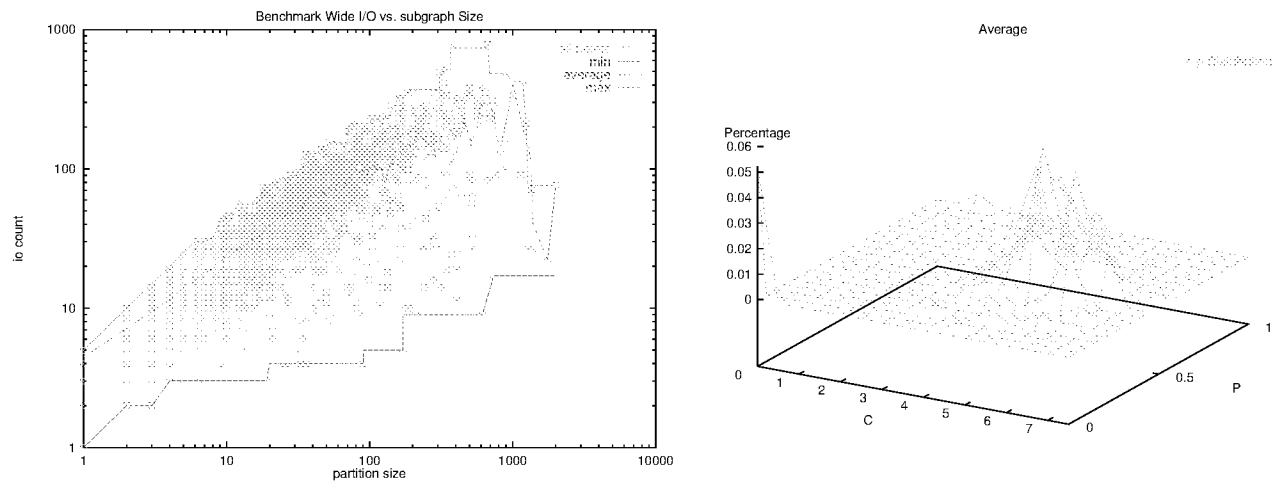 Benchmark Wide I/O vs. subgraph Size
1000
100
10
1
io count
min
average
max
1
10
100
1000
10000
partition size
Average
Percentage
0.06
0.05
0.04
0.03
0.02
0.01
0
0
1
2
3
4
5
6
7
C
0
0.5
1
P